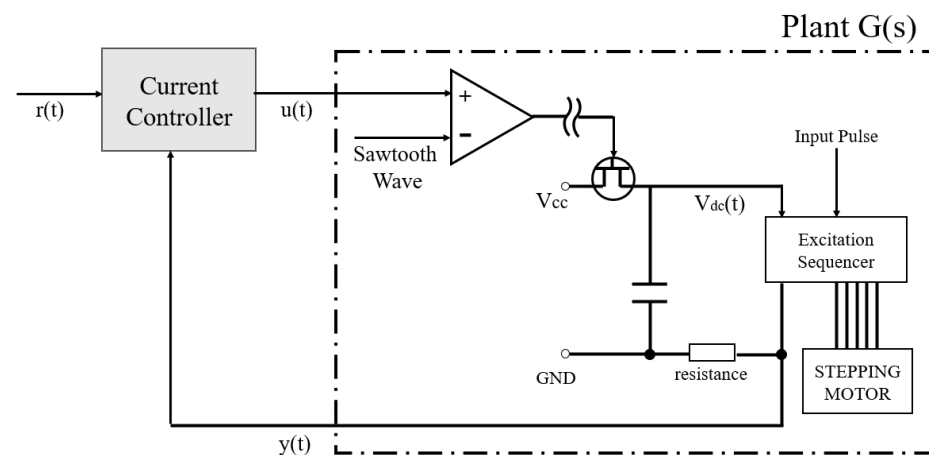 Plant G(s)
Current
Controller
r(t)
u(t)
+
-
Sawtooth
Wave
Input Pulse
Vcc
Vdc(t)
Excitation
Sequencer
GND
resistance
STEPPING
MOTOR
y(t)